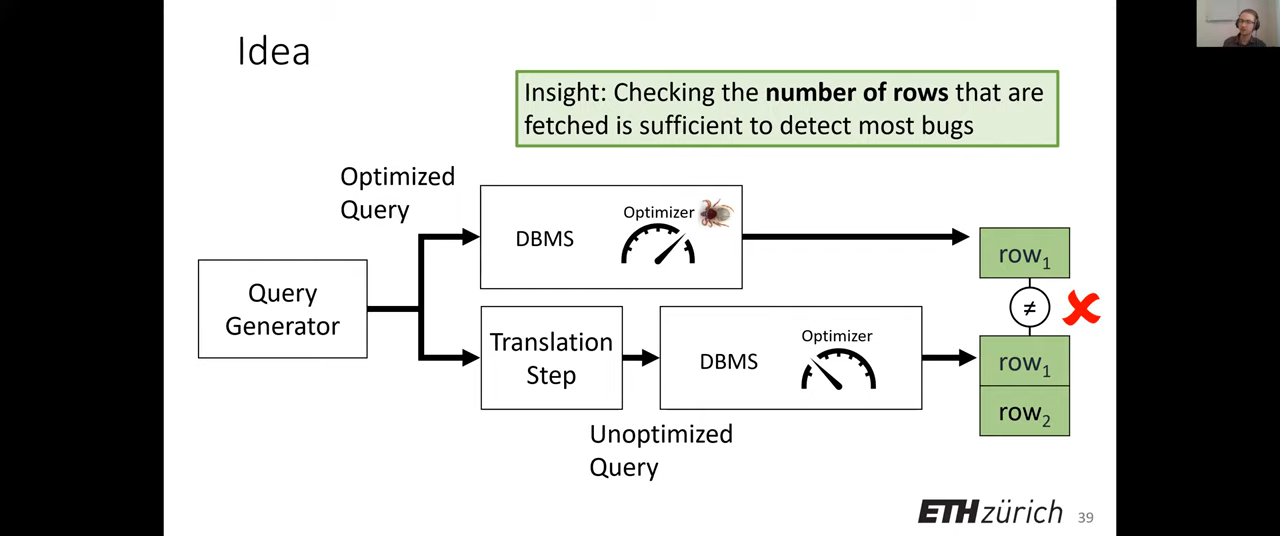 Idea
Insight: Checking the number of rows that are
fetched is sufficient to detect most bugs
Optimized
Query
Optimizer
DBMS
row1
Query
Generator
≠
Translation
Step
Optimizer
DBMS
row1
row2
Unoptimized
Query
ETH zürich
39